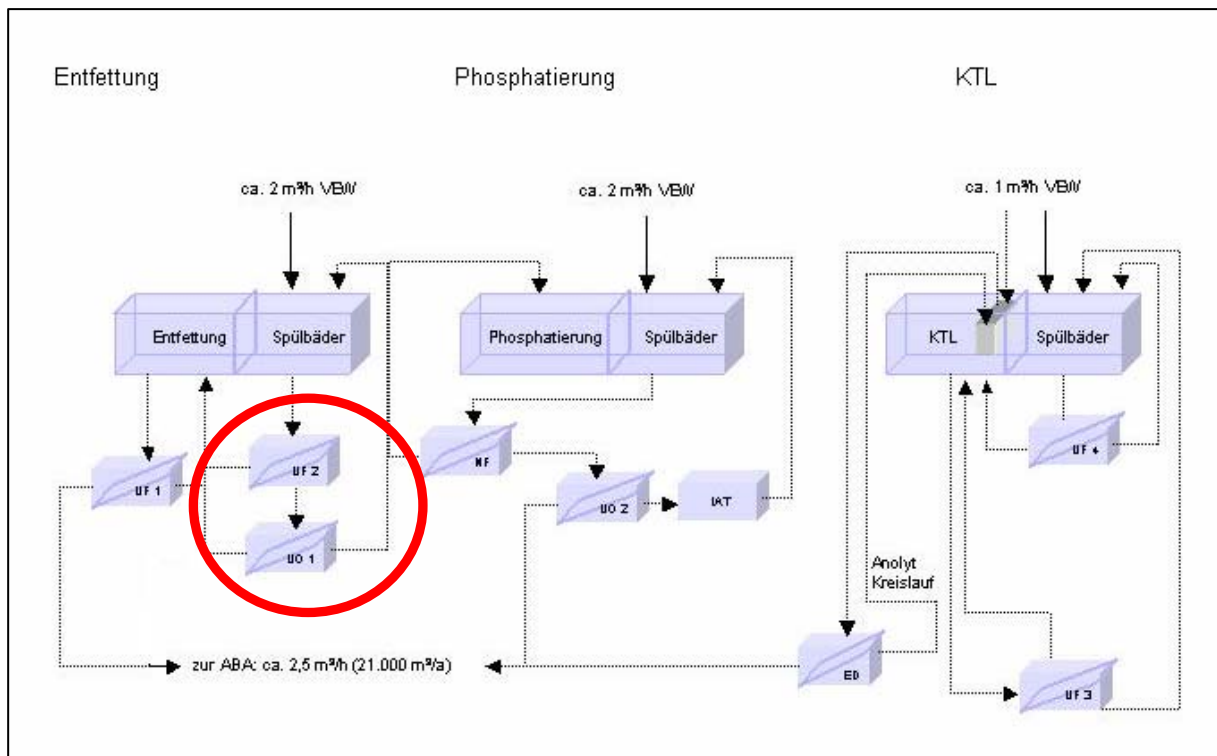 Entfettung
Phosphatierung
KTL
ca. 2 m³/h VBW
ca. 2 m³/h VBW
ca. 1 m³/h VBW
Entfettung
Spülbäder
Phosphatierung
Spülbäder
KTL
Spülbäder
UF 1
UF 2
NF
UF 4
UO 1
UO 2
IAT
Anolyt
Kreislauf
zur ABA: ca. 2,5 m³/h (21.000 m³/a)
ED
UF 3